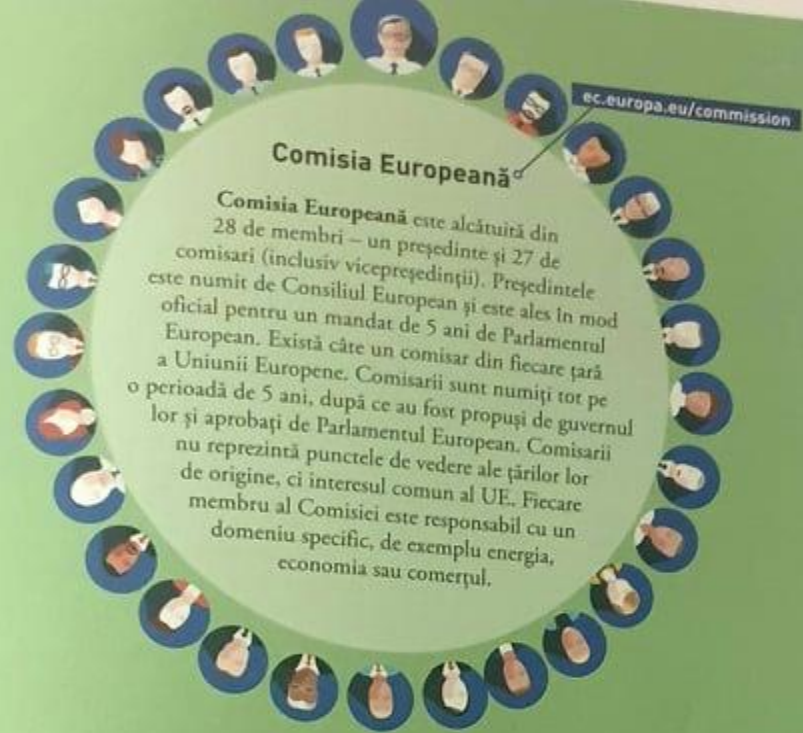 ec.europa.eu/commission
Comisia Europeană
Comisia Europeană este alcătuită din
28 de membri – un președinte și 27 de
comisari (inclusiv vicepreședinții). Președintele
este numit de Consiliul European și este ales în mod
oficial pentru un mandat de 5 ani de Parlamentul
European. Există câte un comisar din fiecare țară
a Uniunii Europene. Comisarii sunt numiți tot pe
o perioadă de 5 ani, după ce au fost propuși de guvernul
lor și aprobați de Parlamentul European. Comisarii
nu reprezintă punctele de vedere ale țărilor lor
de origine, ci interesul comun al UE. Fiecare
membru al Comisiei este responsabil cu un
domeniu specific, de exemplu energia,
economia sau comerțul.